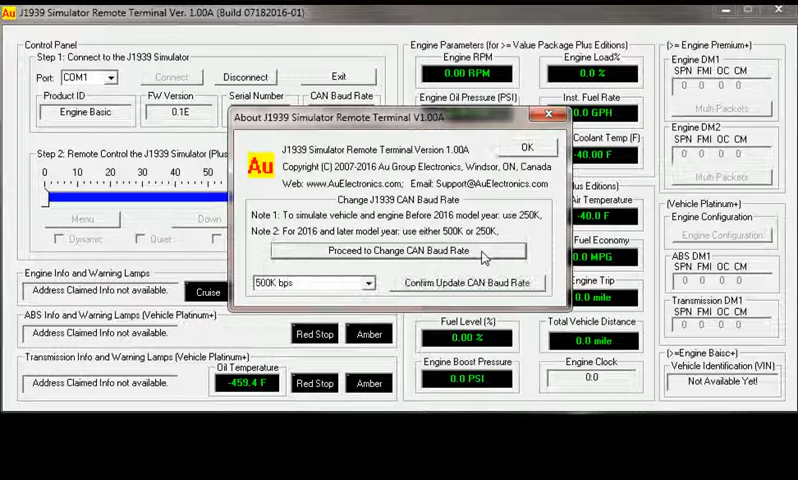 J1939 Simulator Remote Terminal Ver. 1.00A (Build 07182016-01)
Control Panel
Step 1: Connect to the J1939 Simulator
Port:
COM1
Connect
Disconnect
Exit
Product ID
FW Version
Serial Number
CAN Baud Rate
Engine Basic
0.1E
Step 2: Remote Control the J1939 Simulator (Plus
0 10 20 30 40 50
Menu
Down
Dynamic
Quiet
Engine Info and Warning Lamps
Address Claimed Info not available.
Cruise
ABS Info and Warning Lamps (Vehicle Platinum+)
Address Claimed Info not available.
Red Stop
Amber
Transmission Info and Warning Lamps (Vehicle Platinum+)
Address Claimed Info not available.
Oil Temperature
-459.4 F
Red Stop
Amber
About J1939 Simulator Remote Terminal V1.00A
Au
J1939 Simulator Remote Terminal Version 1.00A
OK
Copyright (C) 2007-2016 Au Group Electronics, Windsor, ON, Canada
Web: www.AuElectronics.com; Email: Support@AuElectronics.com
Change J1939 CAN Baud Rate
Note 1: To simulate vehicle and engine Before 2016 model year: use 250K,
Note 2: For 2016 and later model year: use either 500K or 250K,
Proceed to Change CAN Baud Rate
500K bps
Confirm Update CAN Baud Rate
Engine Parameters (for >= Value Package Plus Editions)
Engine RPM
Engine Load%
0.00 RPM
0.0 %
Engine Oil Pressure (PSI)
Inst. Fuel Rate
0.0 GPH
Coolant Temp (F)
-40.00 F
Plus Editions)
Air Temperature
-40.0 F
Fuel Economy
0.0 MPG
Engine Trip
0.0 mile
Fuel Level (%)
Total Vehicle Distance
0.00 %
0.0 mile
Engine Boost Pressure
Engine Clock
0.0 PSI
0:0
(>= Engine Premium+)
Engine DM1
SPN FMI OC CM
0 0 0 0
Multi-Packets
Engine DM2
SPN FMI OC CM
0 0 0 0
Multi-Packets
(Vehicle Platinum+)
Engine Configuration
Engine Configuration
ABS DM1
SPN FMI OC CM
0 0 0 0
Transmission DM1
SPN FMI OC CM
0 0 0 0
(>=Engine Baisc+)
Vehicle Identification (VIN)
Not Available Yet!